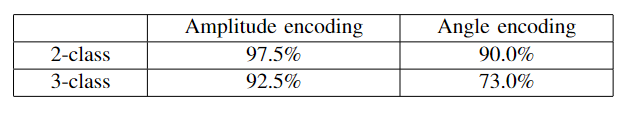 Amplitude encoding Angle encoding
2-class 97.5% 90.0%
3-class 92.5% 73.0%